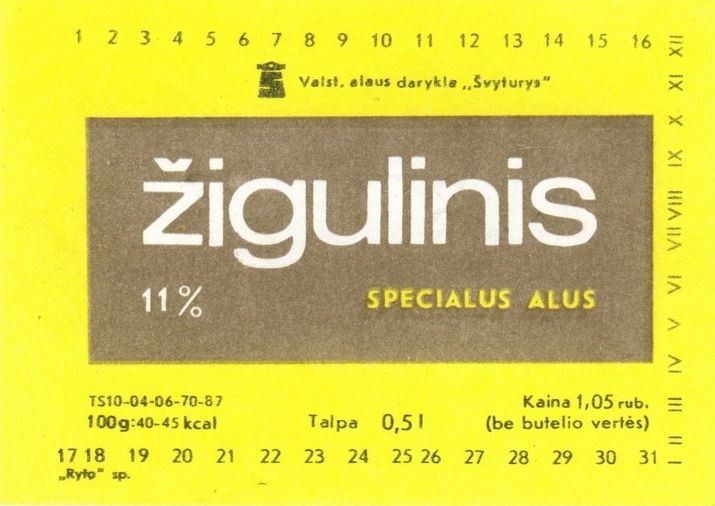 1 2 3 4 5 6 7 8 9 10 11 12 13 14 15 16
Valst. alaus darykla „Švyturys"
žigulinis
11% SPECIALUS ALUS
TS10-04-06-70-87
100g:40-45 kcal
Talpa 0,5 l
Kaina 1,05 rub.
(be butelio vertės)
17 18 19 20 21 22 23 24 25 26 27 28 29 30 31
„Ryto" sp.
I II III IV V VI VII VIII IX X XI XII